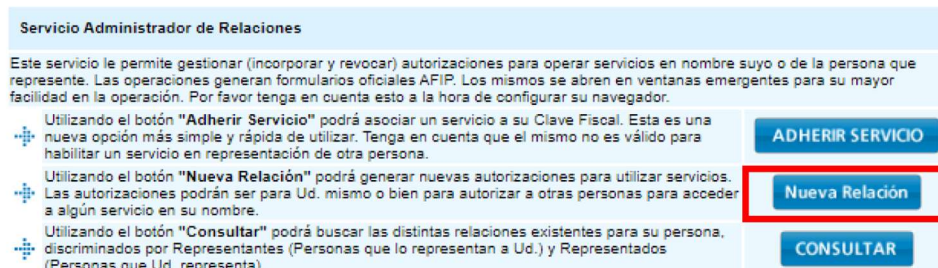 Servicio Administrador de Relaciones
Este servicio le permite gestionar (incorporar y revocar) autorizaciones para operar servicios en nombre suyo o de la persona que
represente. Las operaciones generan formularios oficiales AFIP. Los mismos se abren en ventanas emergentes para su mayor
facilidad en la operación. Por favor tenga en cuenta esto a la hora de configurar su navegador.
Utilizando el botón "Adherir Servicio" podrá asociar un servicio a su Clave Fiscal. Esta es una
nueva opción más simple y rápida de utilizar. Tenga en cuenta que el mismo no es válido para
habilitar un servicio en representación de otra persona.
ADHERIR SERVICIO
Utilizando el botón "Nueva Relación" podrá generar nuevas autorizaciones para utilizar servicios.
Las autorizaciones podrán ser para Ud. mismo o bien para autorizar a otras personas para acceder
a algún servicio en su nombre.
Nueva Relación
Utilizando el botón "Consultar" podrá buscar las distintas relaciones existentes para su persona,
discriminados por Representantes (Personas que lo representan a Ud.) y Representados
(Personas que Ud. representa)
CONSULTAR